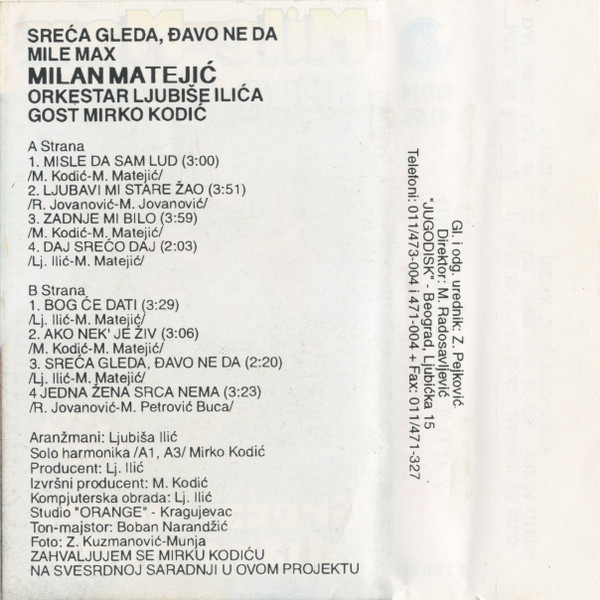 SREĆA GLEDA, ĐAVO NE DA
MILE MAX
MILAN MATEJIĆ
ORKESTAR LJUBIŠE ILIĆA
GOST MIRKO KODIĆ
A Strana
1. MISLE DA SAM LUD (3:00)
/M. Kodić-M. Matejić/
2. LJUBAVI MI STARE ŽAO (3:51)
/R. Jovanović-M. Jovanović/
3. ZADNJE MI BILO (3:59)
/M. Kodić-M. Matejić/
4. DAJ SREĆO DAJ (2:03)
/Lj. Ilić-M. Matejić/
B Strana
1. BOG ĆE DATI (3:29)
/Lj. Ilić-M. Matejić/
2. AKO NEK' JE ŽIV (3:06)
/M. Kodić-M. Matejić/
3. SREĆA GLEDA, ĐAVO NE DA (2:20)
/Lj. Ilić-M. Matejić/
4 JEDNA ŽENA SRCA NEMA (3:23)
/R. Jovanović-M. Petrović Buca/
Aranžmani: Ljubiša Ilić
Solo harmonika /A1, A3/ Mirko Kodić
Producent: Lj. Ilić
Izvršni producent: M. Kodić
Kompjuterska obrada: Lj. Ilić
Studio "ORANGE" - Kragujevac
Ton-majstor: Boban Narandžić
Foto: Z. Kuzmanović-Munja
ZAHVALJUJEM SE MIRKU KODIĆU
NA SVESRDNOJ SARADNJI U OVOM PROJEKTU
Gl. i odg. urednik: Z. Pejković
Direktor: M. Radosavljević
"JUGODISK" - Beograd, Ljubićka 15
Telefoni: 011/473-004 i 471-004 + Fax: 011/471-327